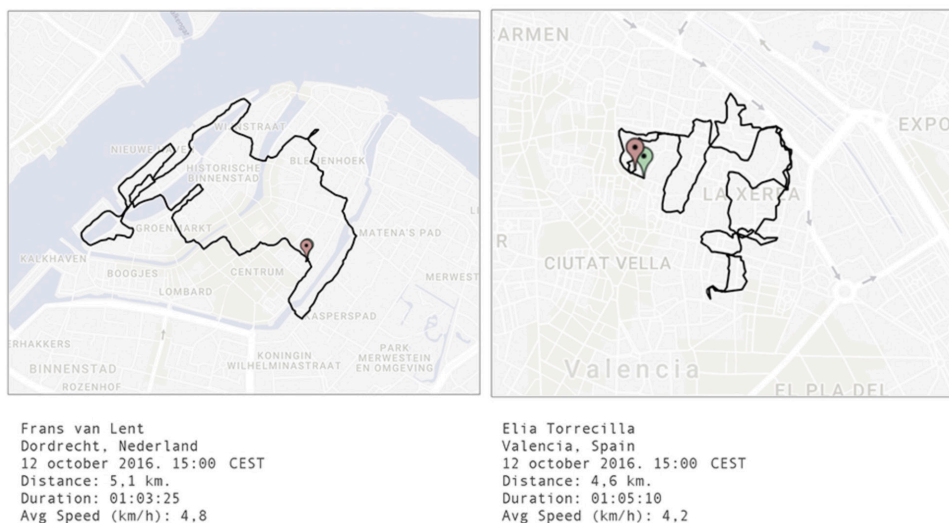 NIEUWE HAVEN
WIJNSTRAAT
BLEIJENHOEK
HISTORISCHE
BINNENSTAD
GROENMARKT
MATENA'S PAD
KALKHAVEN
BOOGJES
CENTRUM
LOMBARD
MERWEST
KASPERSPAD
ERHAKKERS
PARK
MERWESTEIN
EN OMGEVING
KONINGIN
WILHELMINASTRAAT
BINNENSTAD
ROZENHOF
ARMEN
EXPO
LA XEREA
R
CIUTAT VELLA
Valencia
EL PLA DEL
Frans van Lent
Dordrecht, Nederland
12 october 2016. 15:00 CEST
Distance: 5,1 km.
Duration: 01:03:25
Avg Speed (km/h): 4,8
Elia Torrecilla
Valencia, Spain
12 october 2016. 15:00 CEST
Distance: 4,6 km.
Duration: 01:05:10
Avg Speed (km/h): 4,2